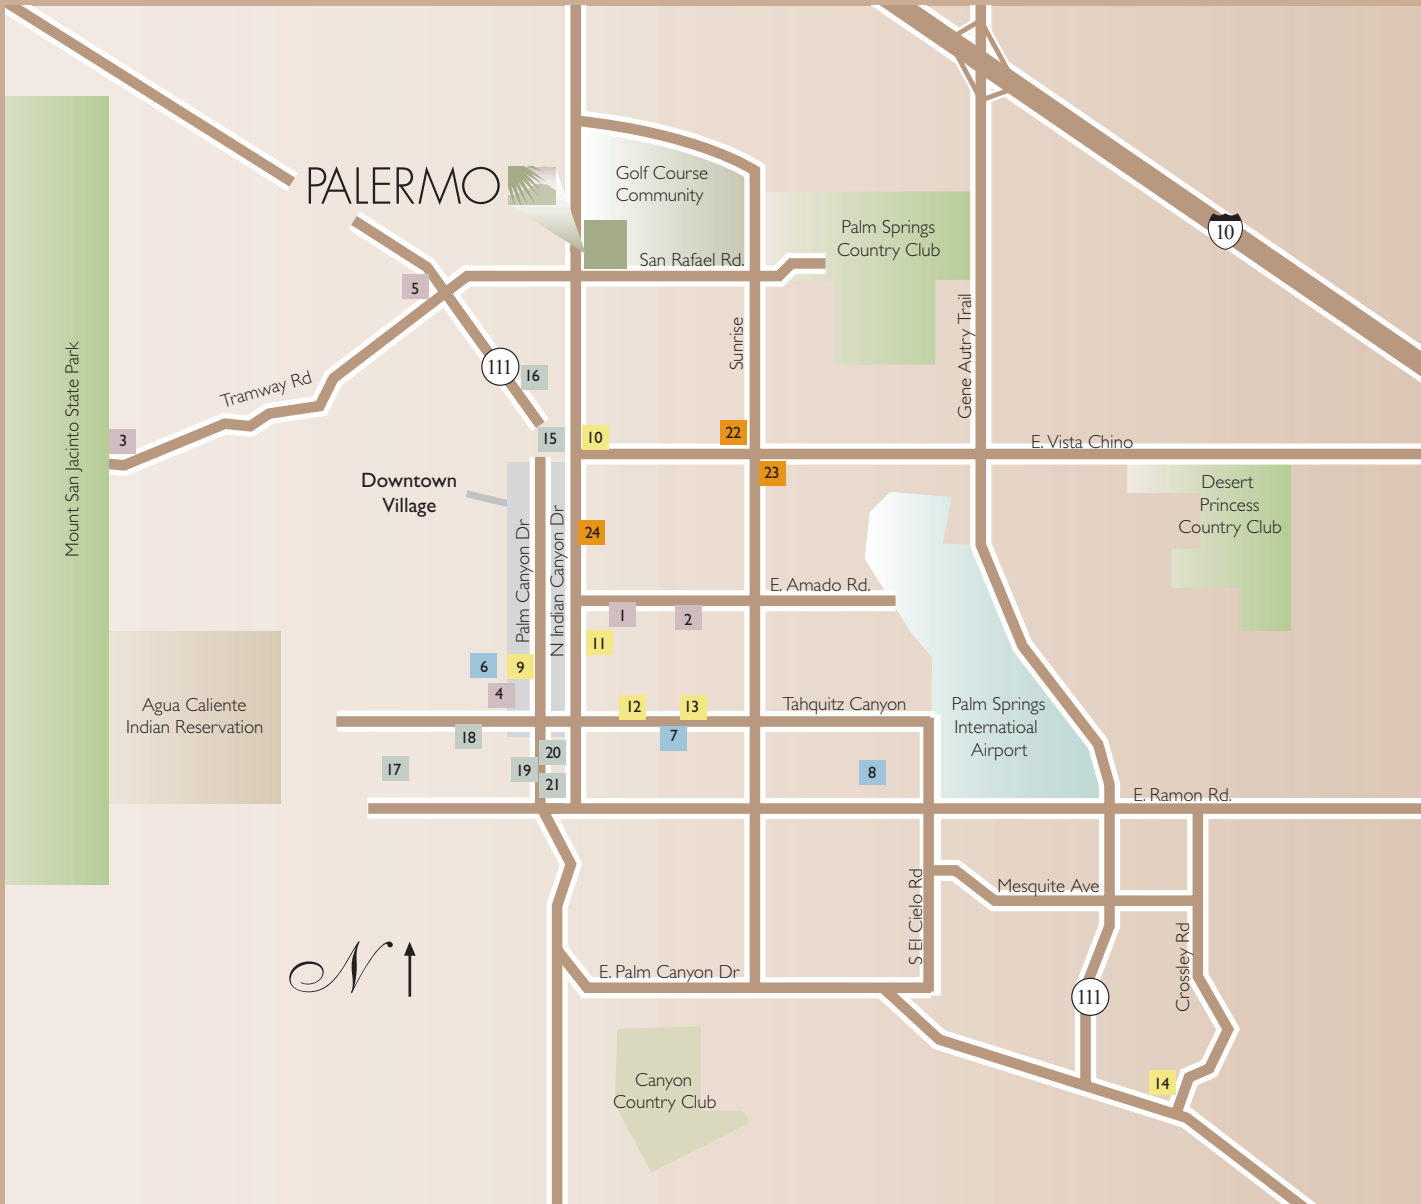 PALERMO
Golf Course
Community
Palm Springs
Country Club
10
San Rafael Rd.
5
Sunrise
Gene Autry Trail
Mount San Jacinto State Park
111
16
Tramway Rd
3
15
10
22
E. Vista Chino
23
Downtown
Village
Desert
Princess
Country Club
Palm Canyon Dr
N Indian Canyon Dr
24
E. Amado Rd.
1
2
11
6
9
4
Agua Caliente
Indian Reservation
12
13
Tahquitz Canyon
Palm Springs
Internatioal
Airport
18
7
17
19
20
21
8
E. Ramon Rd.
S El Cielo Rd
Mesquite Ave
Crossley Rd
N
E. Palm Canyon Dr
111
Canyon
Country Club
14